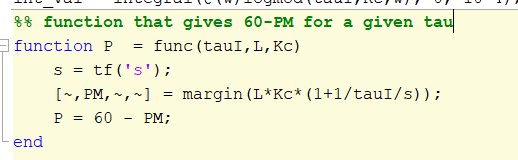 %% function that gives 60-PM for a given tau
function P  = func(tauI,L,Kc)
    s = tf('s');
    [~,PM,~,~] = margin(L*Kc*(1+1/tauI/s));
    P = 60 - PM;
end